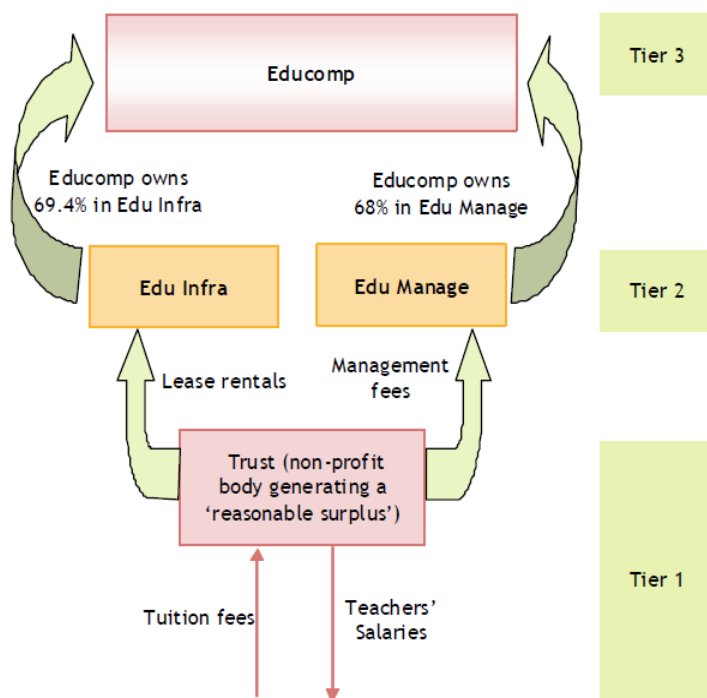 Educomp
Tier 3
Educomp owns
69.4% in Edu Infra
Educomp owns
68% in Edu Manage
Edu Infra
Edu Manage
Tier 2
Lease rentals
Management
fees
Trust (non-profit
body generating a
‘reasonable surplus’)
Tier 1
Tuition fees
Teachers’
Salaries